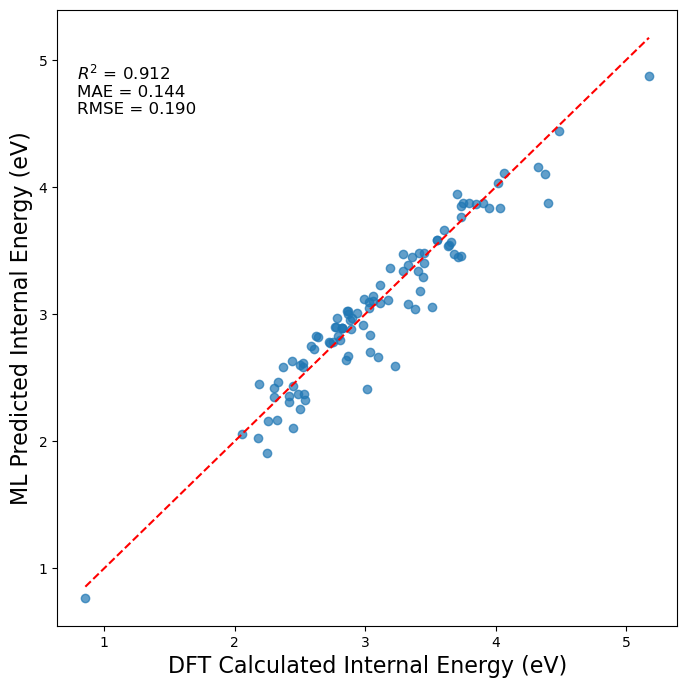 R² = 0.912
MAE = 0.144
RMSE = 0.190
ML Predicted Internal Energy (eV)
5
4
3
2
1
1 2 3 4 5
DFT Calculated Internal Energy (eV)